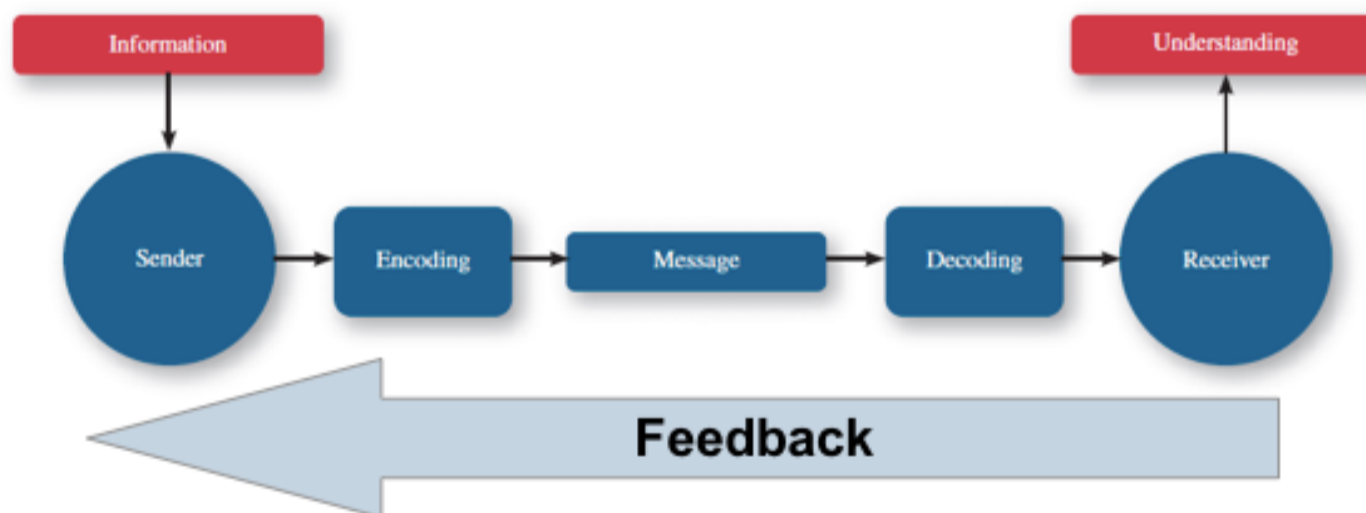 Information
Understanding
Sender
Encoding
Message
Decoding
Receiver
Feedback